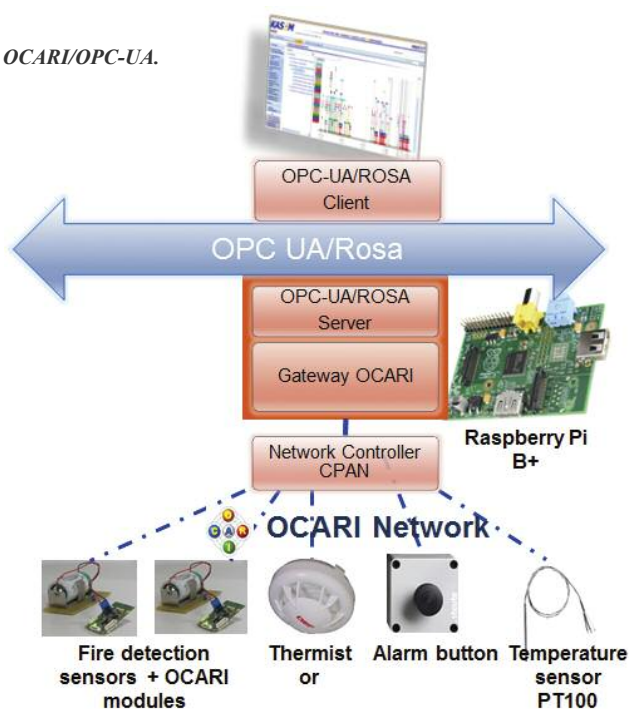 OCARI/OPC-UA.
OPC-UA/ROSA
Client
OPC UA/Rosa
OPC-UA/ROSA
Server
Gateway OCARI
Raspberry Pi
B+
Network Controller
CPAN
O
C A R
I
OCARI Network
Fire detection
sensors + OCARI
modules
Thermist
or
Alarm button
Temperature
sensor
PT100